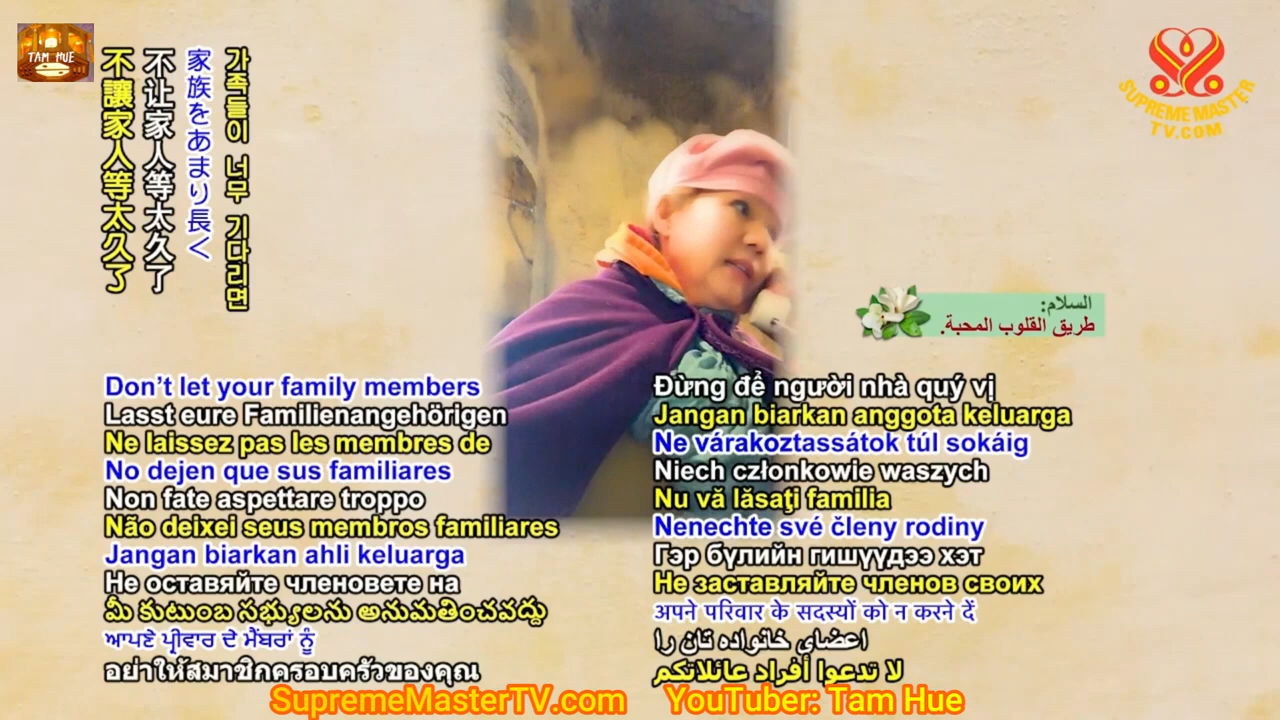 TAM HUE
不讓家人等太久了
不让家人等太久了
家族をあまり長く
가족들이 너무 기다리면
SUPREME MASTER
TV.COM
السلام:
طريق القلوب المحبة.
Don’t let your family members
Lasst eure Familienangehörigen
Ne laissez pas les membres de
No dejen que sus familiares
Non fate aspettare troppo
Não deixei seus membros familiares
Jangan biarkan ahli keluarga
Не оставяйте членовете на
మీ కుటుంబ సభ్యులను అనుమతించవద్దు
ਆਪਣੇ ਪ੍ਰੀਵਾਰ ਦੇ ਮੈਂਬਰਾਂ ਨੂੰ
อย่าให้สมาชิกครอบครัวของคุณ
Đừng để người nhà quý vị
Jangan biarkan anggota keluarga
Ne várakoztassátok túl sokáig
Niech członkowie waszych
Nu vă lăsaţi familia
Nenechte své členy rodiny
Гэр бүлийн гишүүдээ хэт
Не заставляйте членов своих
अपने परिवार के सदस्यों को न करने दें
اعضای خانواده تان را
لا تدعوا أفراد عائلاتكم
SupremeMasterTV.com YouTuber: Tam Hue